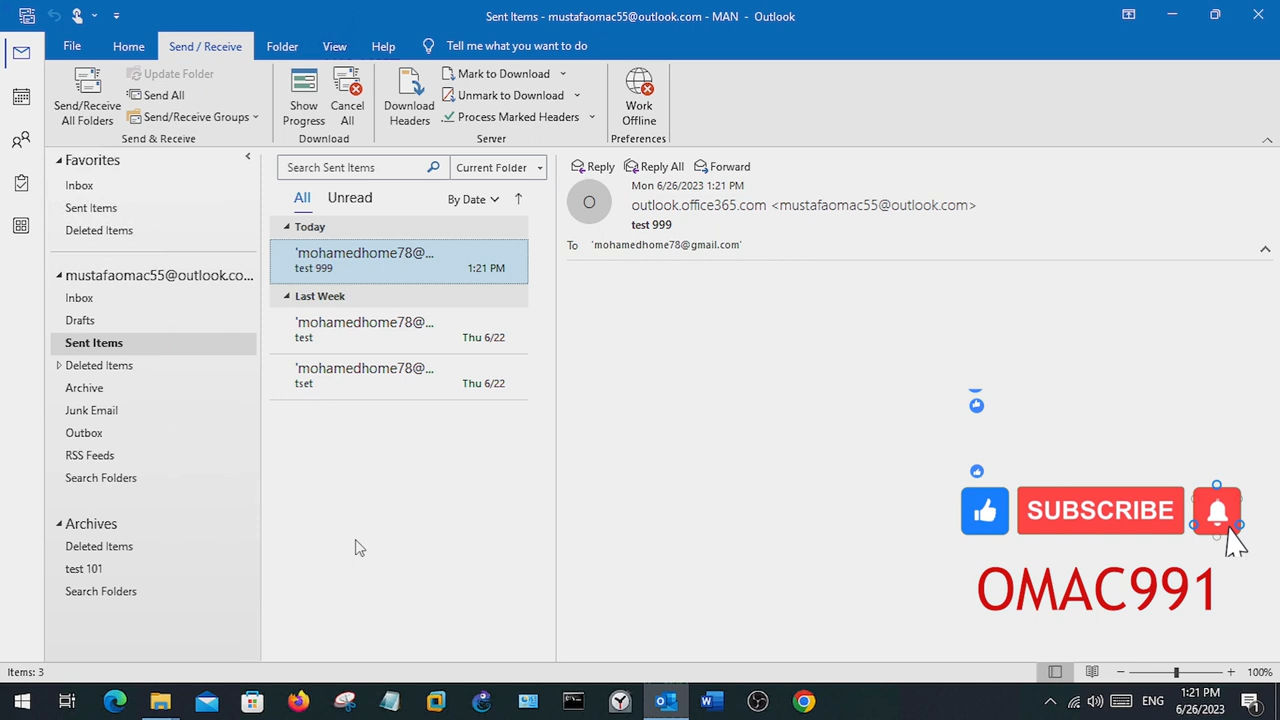 Sent Items - mustafaomac55@outlook.com - MAN - Outlook
File Home Send / Receive Folder View Help Tell me what you want to do
Send/Receive All Folders
Update Folder
Send All
Send/Receive Groups
Send & Receive
Show Progress
Cancel All
Download
Download Headers
Mark to Download
Unmark to Download
Process Marked Headers
Server
Work Offline
Preferences
Favorites
Inbox
Sent Items
Deleted Items
mustafaomac55@outlook.co...
Inbox
Drafts
Sent Items
Deleted Items
Archive
Junk Email
Outbox
RSS Feeds
Search Folders
Archives
Deleted Items
test 101
Search Folders
Search Sent Items Current Folder
All Unread By Date
Today
'mohamedhome78@...
test 999 1:21 PM
Last Week
'mohamedhome78@...
test Thu 6/22
'mohamedhome78@...
tset Thu 6/22
Reply Reply All Forward
Mon 6/26/2023 1:21 PM
O
outlook.office365.com <mustafaomac55@outlook.com>
test 999
To 'mohamedhome78@gmail.com'
SUBSCRIBE
OMAC991
Items: 3
100%
ENG
1:21 PM
6/26/2023
1